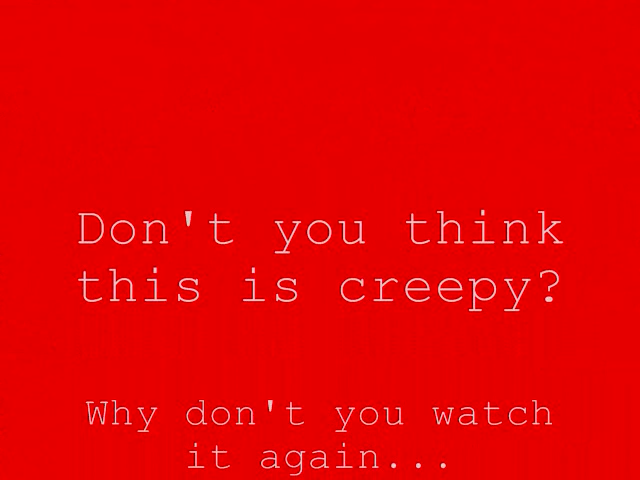 Don't you think
this is creepy?
Why don't you watch
it again...